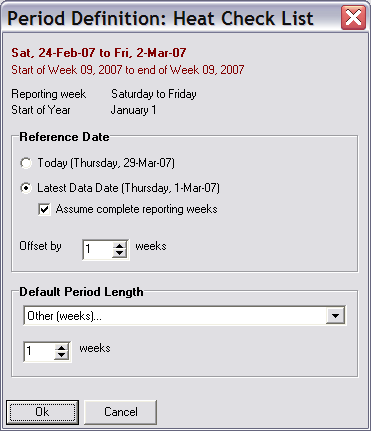 Period Definition: Heat Check List
Sat, 24-Feb-07 to Fri, 2-Mar-07
Start of Week 09, 2007 to end of Week 09, 2007
Reporting week Saturday to Friday
Start of Year January 1
Reference Date
Today (Thursday, 29-Mar-07)
Latest Data Date (Thursday, 1-Mar-07)
Assume complete reporting weeks
Offset by 1 weeks
Default Period Length
Other (weeks)...
1 weeks
Ok Cancel